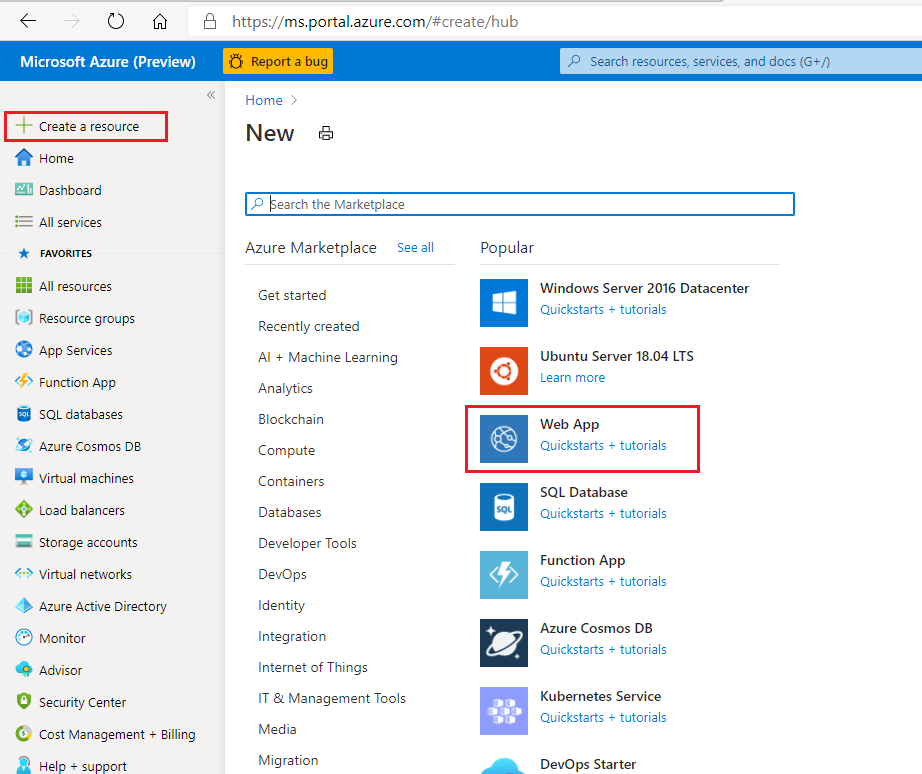 https://ms.portal.azure.com/#create/hub
Microsoft Azure (Preview)
Report a bug
Search resources, services, and docs (G+/)
«
Create a resource
Home
Dashboard
All services
FAVORITES
All resources
Resource groups
App Services
Function App
SQL databases
Azure Cosmos DB
Virtual machines
Load balancers
Storage accounts
Virtual networks
Azure Active Directory
Monitor
Advisor
Security Center
Cost Management + Billing
Help + support
Home >
New
Search the Marketplace
Azure Marketplace See all
Get started
Recently created
AI + Machine Learning
Analytics
Blockchain
Compute
Containers
Databases
Developer Tools
DevOps
Identity
Integration
Internet of Things
IT & Management Tools
Media
Migration
Popular
Windows Server 2016 Datacenter
Quickstarts + tutorials
Ubuntu Server 18.04 LTS
Learn more
Web App
Quickstarts + tutorials
SQL Database
Quickstarts + tutorials
SQL
Function App
Quickstarts + tutorials
Azure Cosmos DB
Quickstarts + tutorials
Kubernetes Service
Quickstarts + tutorials
DevOps Starter